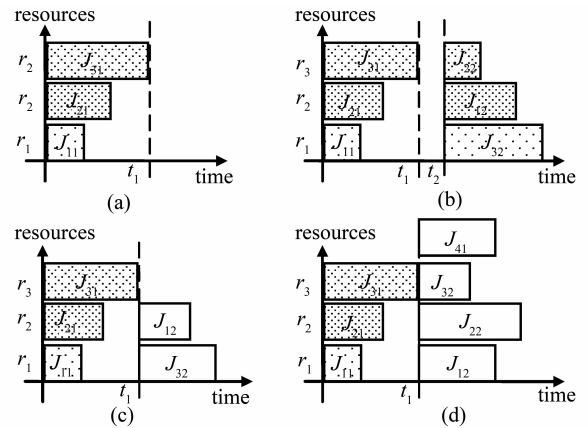 resources
r2 J31
r2 J21
r1 J11
t1 time
(a)
resources
r3 J31 J22
r2 J21 J12
r1 J11 J32
t1 t2 time
(b)
resources
r3 J31
r2 J21 J12
r1 J11 J32
t1 time
(c)
resources
J41
r3 J31 J32
r2 J21 J22
r1 J11 J12
t1 time
(d)